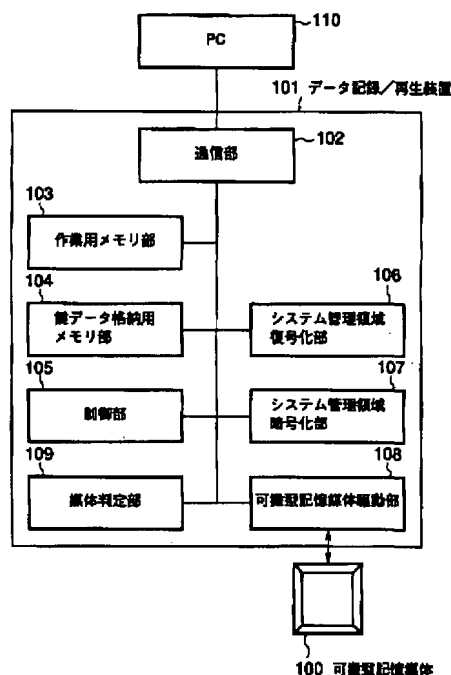 110
PC
101 データ記録/再生装置
102
通信部
103
作業用メモリ部
104
鍵データ格納用
メモリ部
106
システム管理領域
復号化部
105
制御部
107
システム管理領域
暗号化部
109
媒体判定部
108
可搬型記憶媒体駆動部
100 可搬型記憶媒体